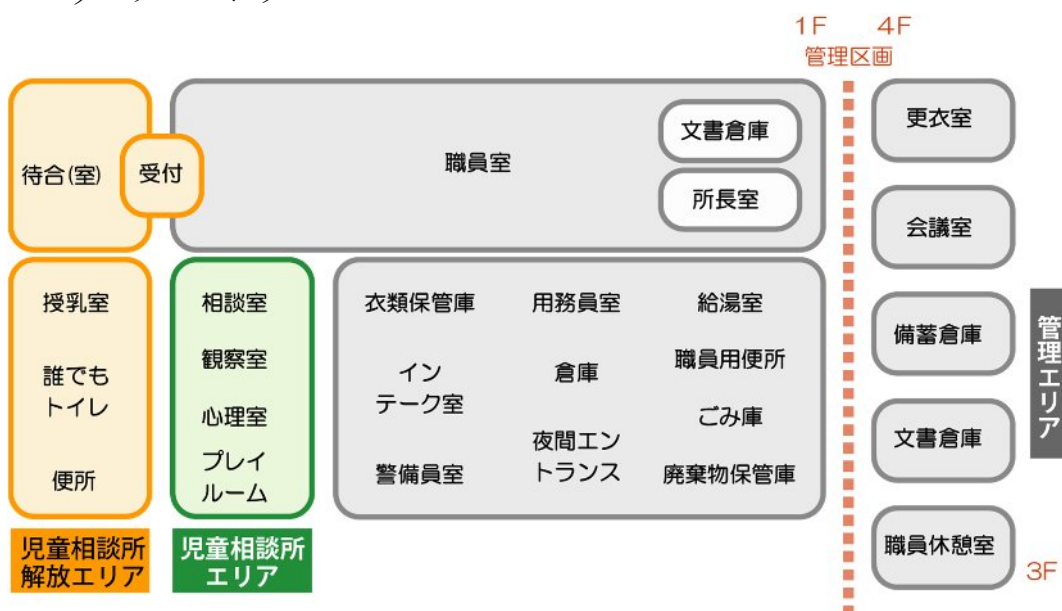 1F 4F
管理区画
待合(室)
受付
職員室
文書倉庫
所長室
更衣室
会議室
備蓄倉庫
文書倉庫
職員休憩室
3F
管理エリア
授乳室
誰でも
トイレ
便所
相談室
観察室
心理室
プレイ
ルーム
衣類保管庫
イン
テーク室
警備員室
用務員室
倉庫
夜間エン
トランス
給湯室
職員用便所
ごみ庫
廃棄物保管庫
児童相談所
解放エリア
児童相談所
エリア